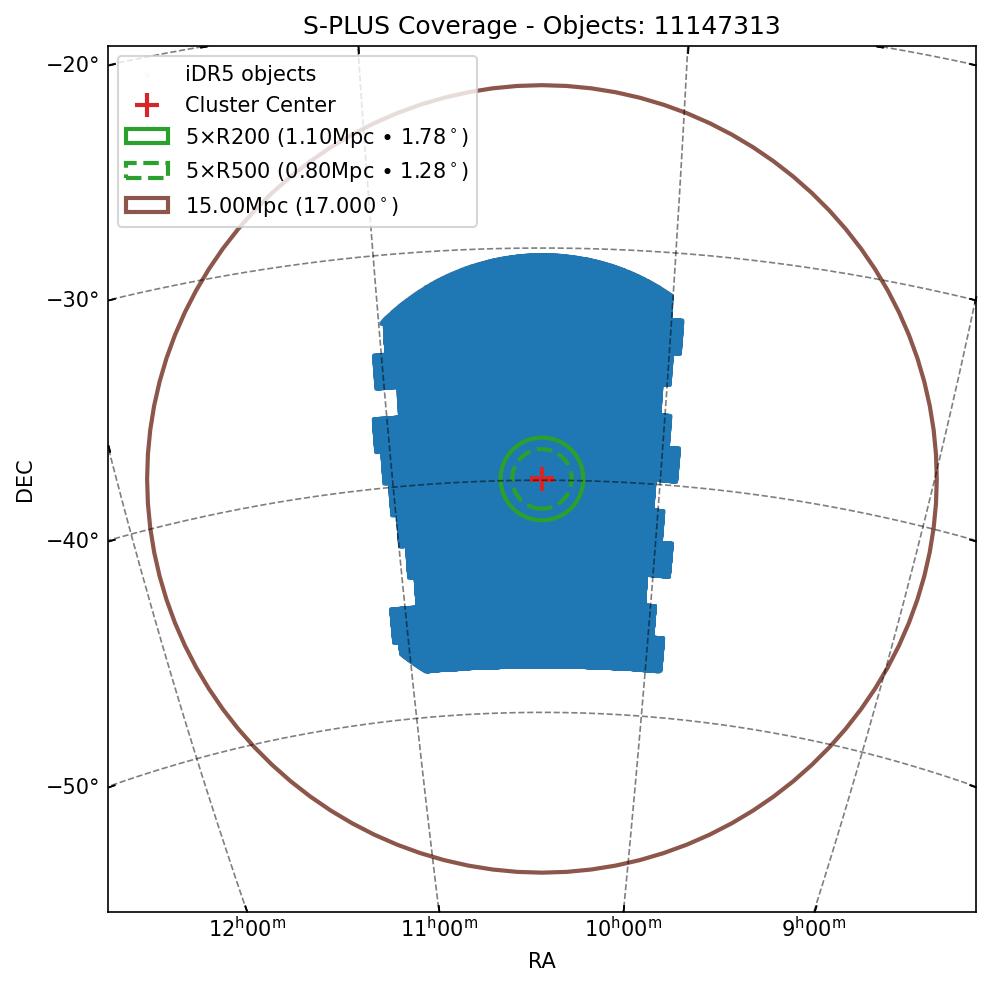 S-PLUS Coverage - Objects: 11147313
iDR5 objects
Cluster Center
5×R200 (1.10Mpc • 1.78°)
5×R500 (0.80Mpc • 1.28°)
15.00Mpc (17.000°)
−20°
−30°
−40°
−50°
DEC
12ʰ00ᵐ
11ʰ00ᵐ
10ʰ00ᵐ
9ʰ00ᵐ
RA